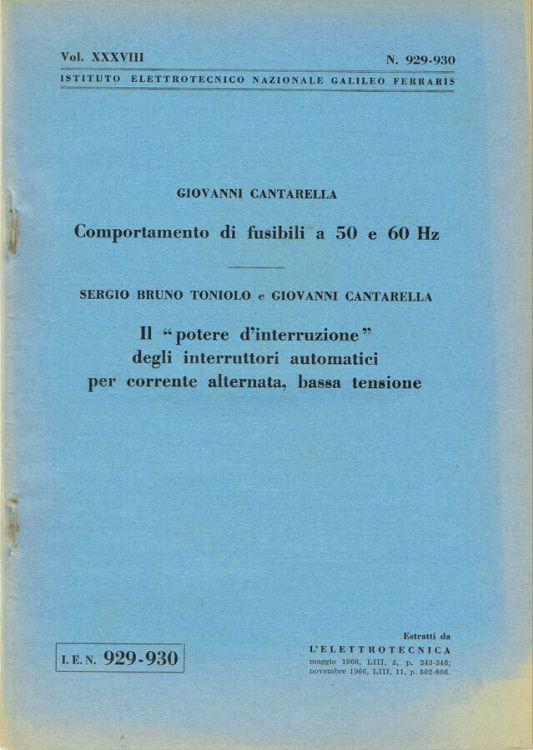 Vol. XXXVIII N. 929-930
ISTITUTO ELETTROTECNICO NAZIONALE GALILEO FERRARIS
GIOVANNI CANTARELLA
Comportamento di fusibili a 50 e 60 Hz
SERGIO BRUNO TONIOLO e GIOVANNI CANTARELLA
Il “potere d'interruzione”
degli interruttori automatici
per corrente alternata, bassa tensione
I. E. N. 929-930
Estratti da
L'ELETTROTECNICA
maggio 1966, LIII, 5, p. 343-346;
novembre 1966, LIII, 11, p. 802-806.